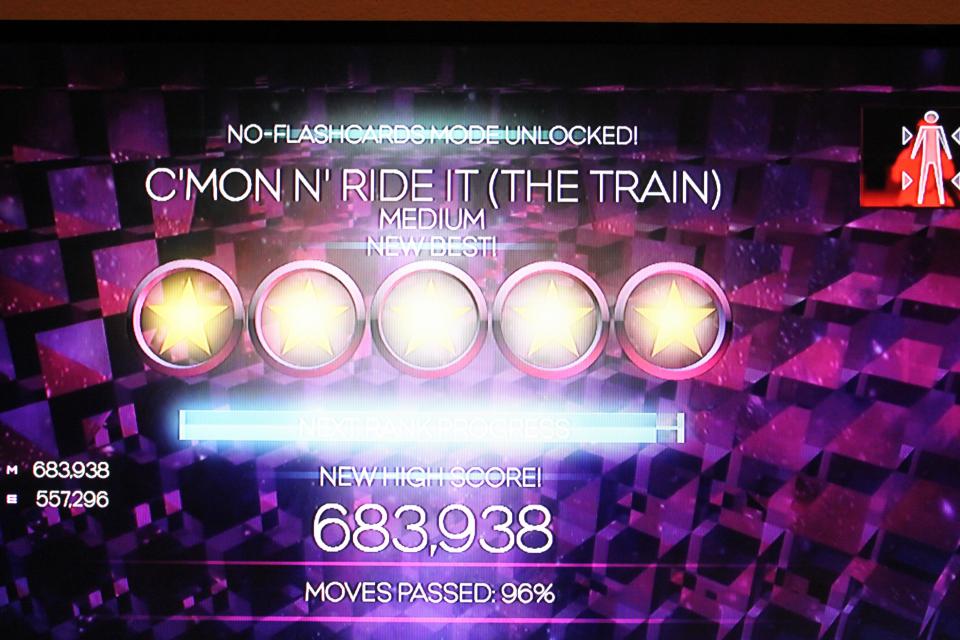 NO-FLASHCARDS MODE UNLOCKED!
C'MON N' RIDE IT (THE TRAIN)
MEDIUM
NEW BEST!
NEXT RANK PROGRESS
M 683,938
E 557,296
NEW HIGH SCORE!
683,938
MOVES PASSED: 96%